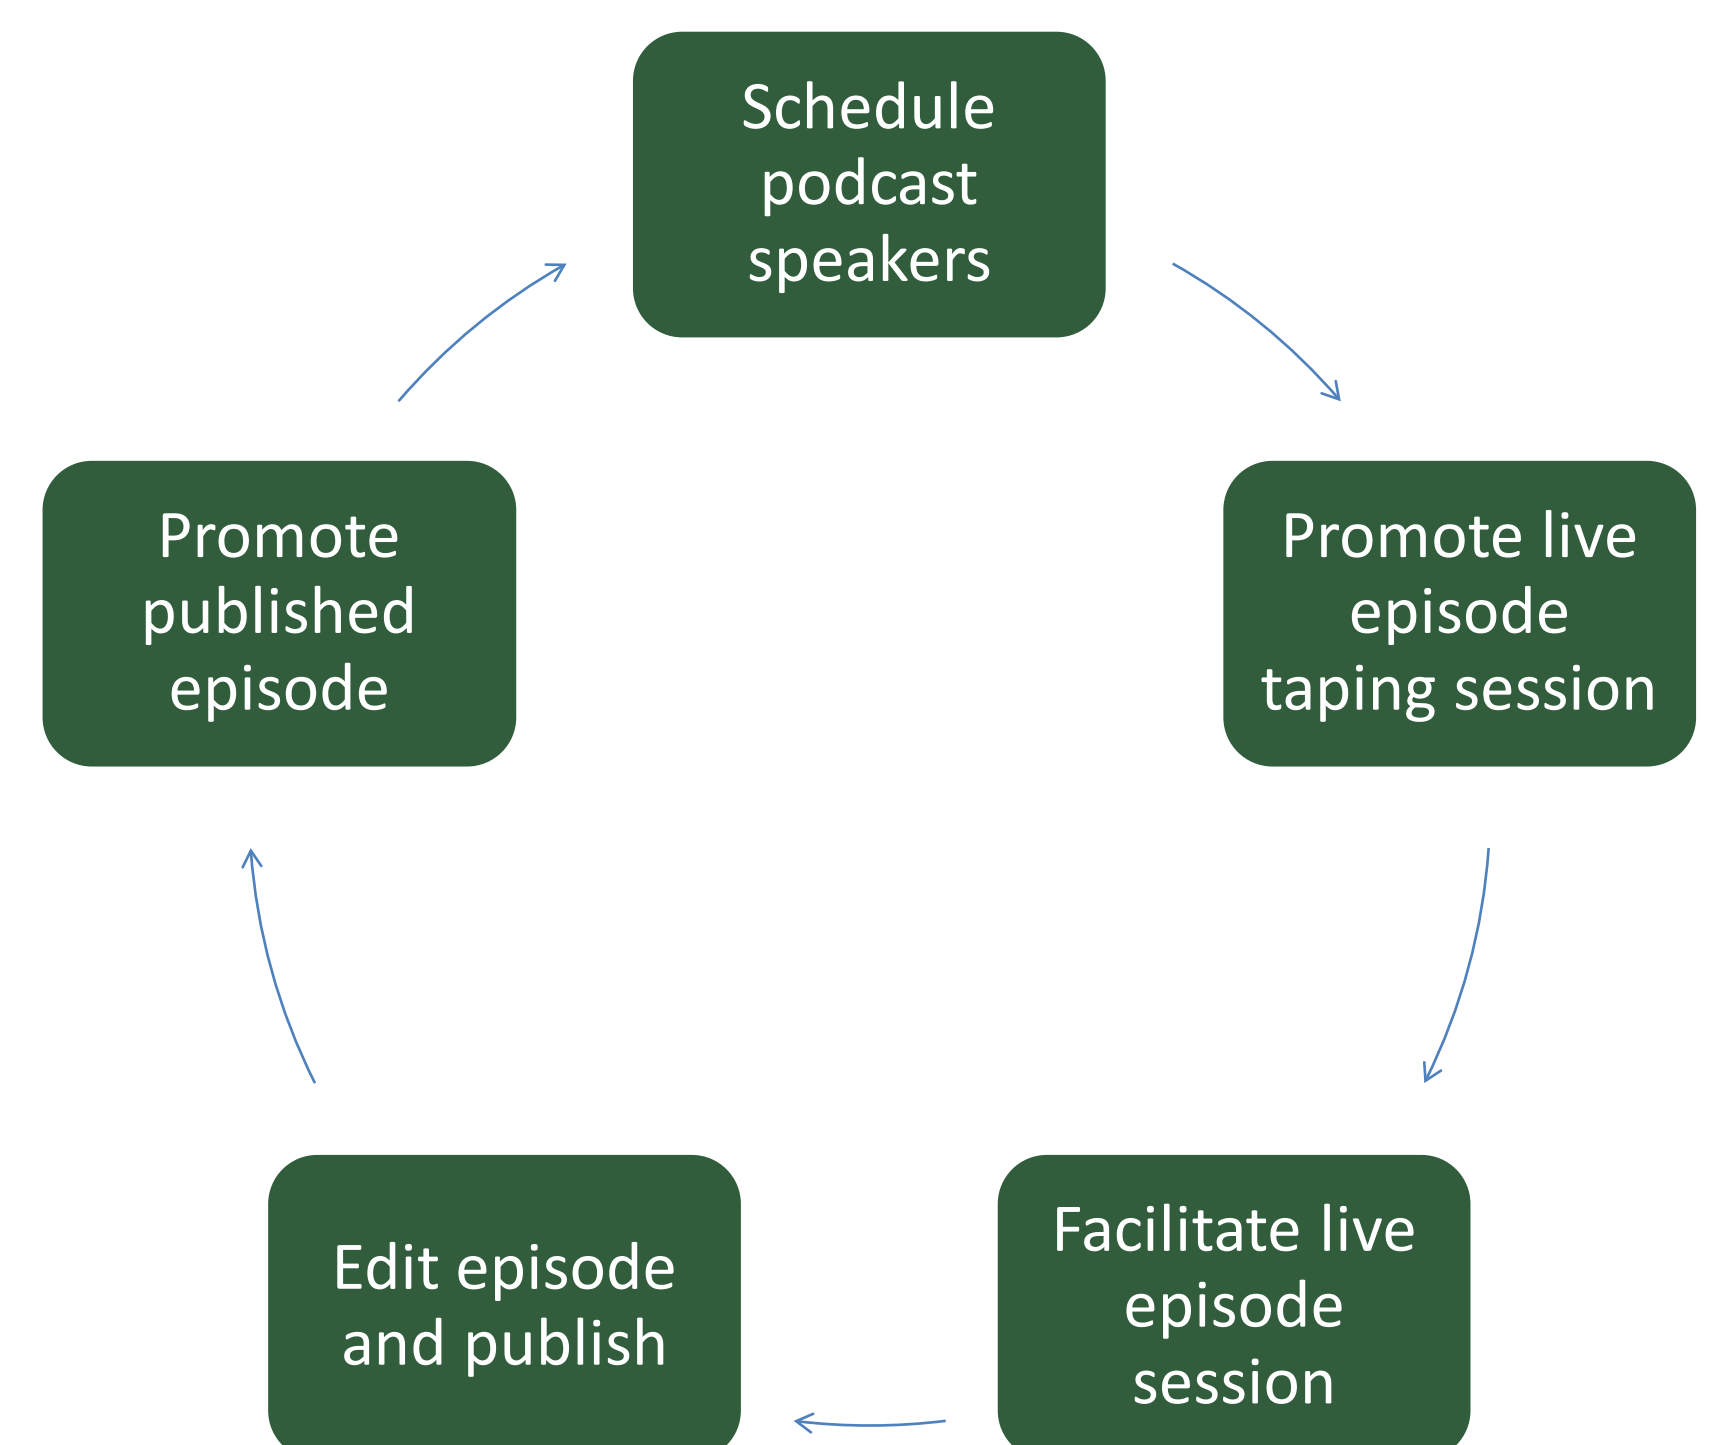 Schedule
podcast
speakers
Promote live
episode
taping session
Facilitate live
episode
session
Edit episode
and publish
Promote
published
episode